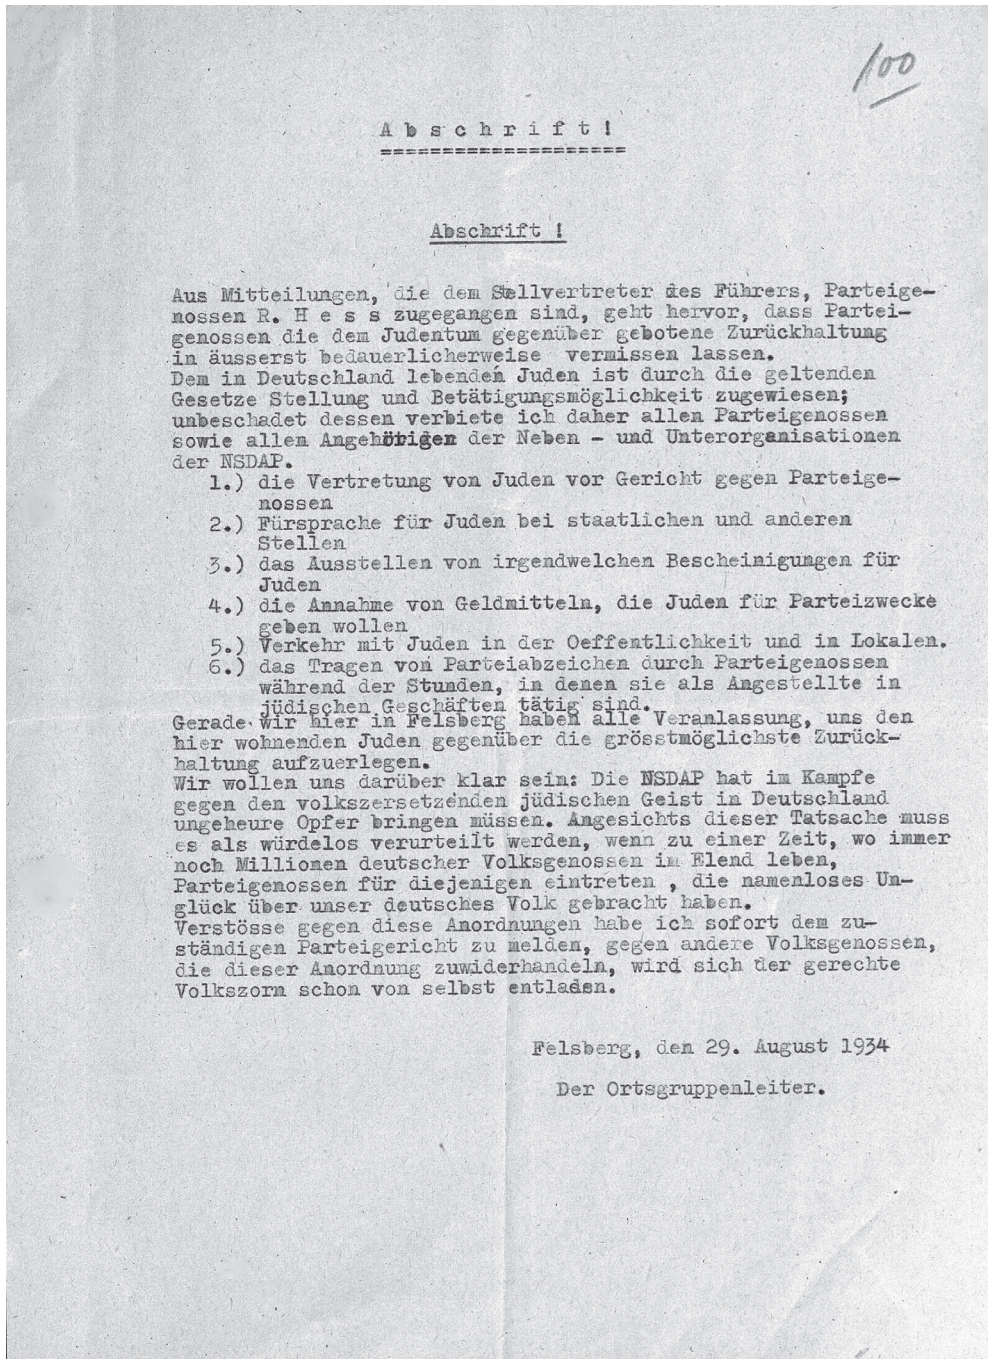 100
A b s c h r i f t !
====================
Abschrift !
Aus Mitteilungen, die dem Stellvertreter des Führers, Parteige-
nossen R. H e s s zugegangen sind, geht hervor, dass Partei-
genossen die dem Judentum gegenüber gebotene Zurückhaltung
in äusserst bedauerlicherweise vermissen lassen.
Dem in Deutschland lebenden Juden ist durch die geltenden
Gesetze Stellung und Betätigungsmöglichkeit zugewiesen;
unbeschadet dessen verbiete ich daher allen Parteigenossen
sowie allen Angehörigen der Neben - und Unterorganisationen
der NSDAP.
1.) die Vertretung von Juden vor Gericht gegen Parteige-
nossen
2.) Fürsprache für Juden bei staatlichen und anderen
Stellen
3.) das Ausstellen von irgendwelchen Bescheinigungen für
Juden
4.) die Annahme von Geldmitteln, die Juden für Parteizwecke
geben wollen
5.) Verkehr mit Juden in der Oeffentlichkeit und in Lokalen.
6.) das Tragen von Parteiabzeichen durch Parteigenossen
während der Stunden, in denen sie als Angestellte in
jüdischen Geschäften tätig sind.
Gerade wir hier in Felsberg haben alle Veranlassung, uns den
hier wohnenden Juden gegenüber die grösstmöglichste Zurück-
haltung aufzuerlegen.
Wir wollen uns darüber klar sein: Die NSDAP hat im Kampfe
gegen den volkszersetzenden jüdischen Geist in Deutschland
ungeheure Opfer bringen müssen. Angesichts dieser Tatsache muss
es als würdelos verurteilt werden, wenn zu einer Zeit, wo immer
noch Millionen deutscher Volksgenossen im Elend leben,
Parteigenossen für diejenigen eintreten , die namenloses Un-
glück über unser deutsches Volk gebracht haben.
Verstösse gegen diese Anordnungen habe ich sofort dem zu-
ständigen Parteigericht zu melden, gegen andere Volksgenossen,
die dieser Anordnung zuwiderhandeln, wird sich der gerechte
Volkszorn schon von selbst entladen.
Felsberg, den 29. August 1934
Der Ortsgruppenleiter.